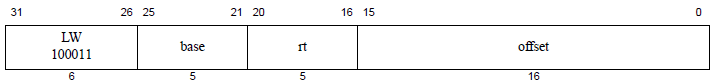 31 26 25 21 20 16 15 0
LW
100011 base rt offset
6 5 5 16